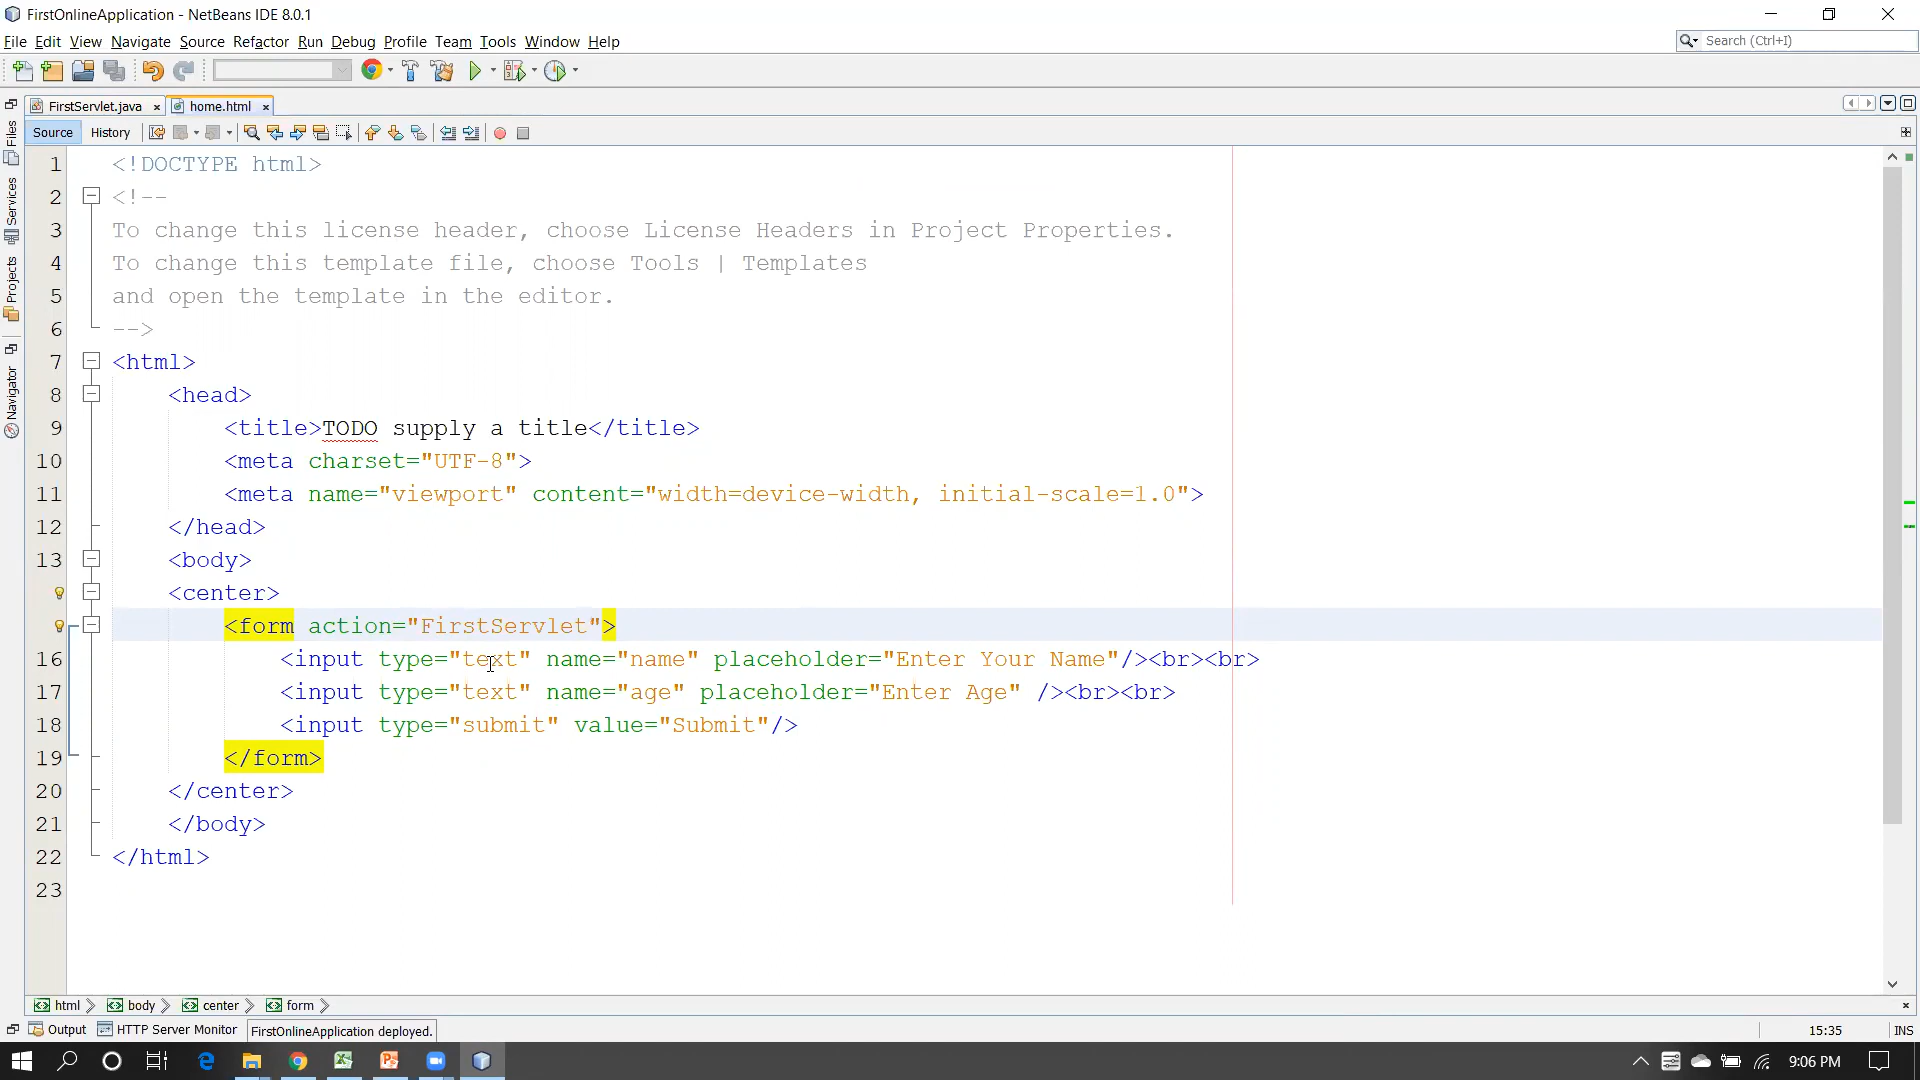 FirstOnlineApplication - NetBeans IDE 8.0.1
File Edit View Navigate Source Refactor Run Debug Profile Team Tools Window Help
Search (Ctrl+I)
FirstServlet.java home.html
Source History
Files
Services
Projects
Navigator
1 <!DOCTYPE html>
2 <!--
3 To change this license header, choose License Headers in Project Properties.
4 To change this template file, choose Tools | Templates
5 and open the template in the editor.
6 -->
7 <html>
8 <head>
9 <title>TODO supply a title</title>
10 <meta charset="UTF-8">
11 <meta name="viewport" content="width=device-width, initial-scale=1.0">
12 </head>
13 <body>
<center>
<form action="FirstServlet">
16 <input type="text" name="name" placeholder="Enter Your Name"/><br><br>
17 <input type="text" name="age" placeholder="Enter Age" /><br><br>
18 <input type="submit" value="Submit"/>
19 </form>
20 </center>
21 </body>
22 </html>
23
html body center form
Output HTTP Server Monitor FirstOnlineApplication deployed. 15:35 INS
9:06 PM